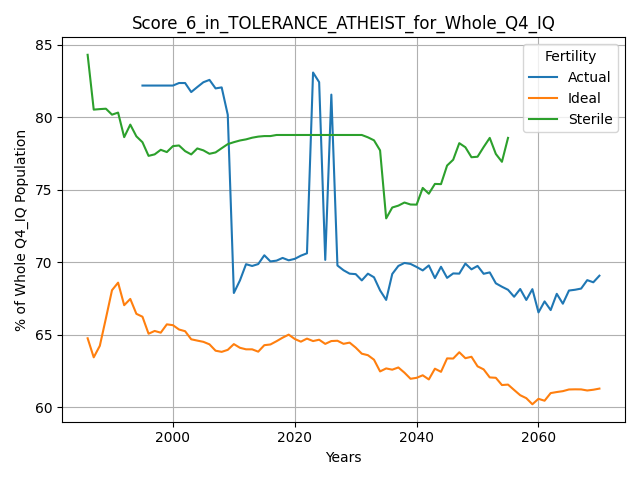 Score_6_in_TOLERANCE_ATHEIST_for_Whole_Q4_IQ
Fertility
Actual
Ideal
Sterile
% of Whole Q4_IQ Population
85
80
75
70
65
60
2000
2020
2040
2060
Years